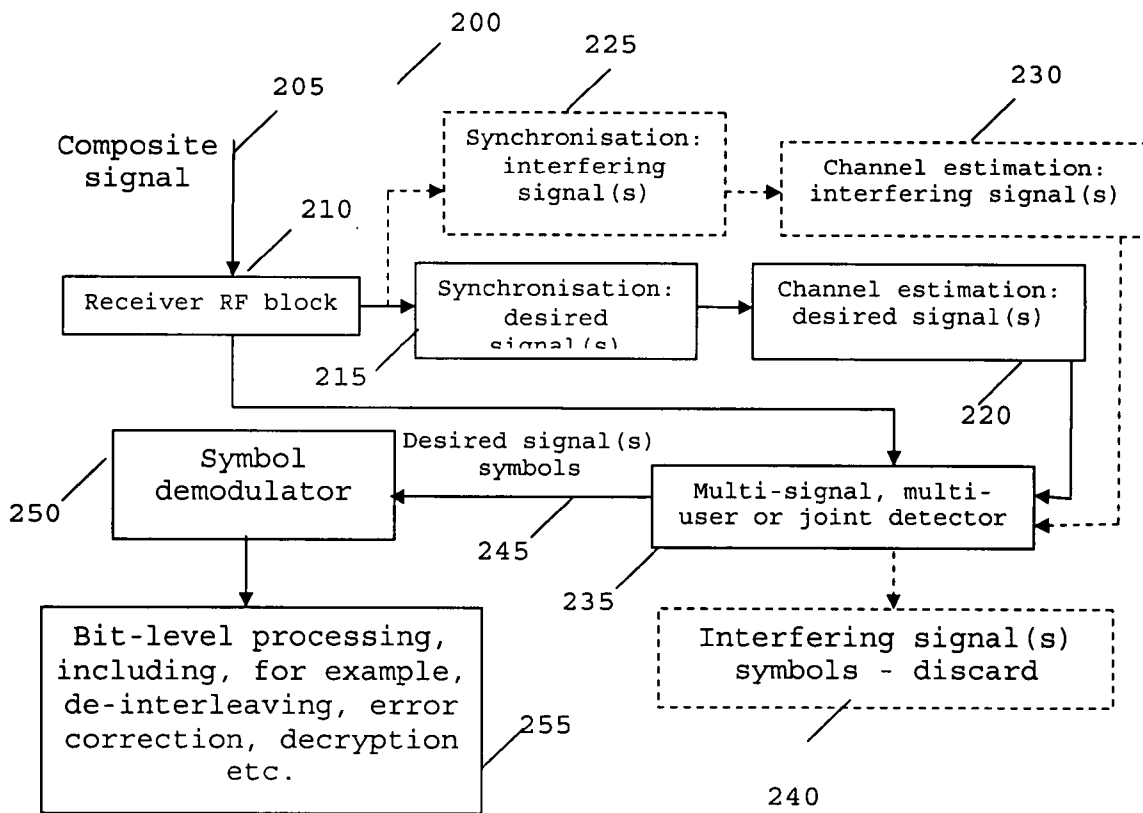 200
225
230
205
Composite
signal
Synchronisation:
interfering
signal(s)
Channel estimation:
interfering signal(s)
210
Receiver RF block
Synchronisation:
desired
signal(s)
Channel estimation:
desired signal(s)
215
220
Symbol
demodulator
Desired signal(s)
symbols
Multi-signal, multi-
user or joint detector
250
245
235
Bit-level processing,
including, for example,
de-interleaving, error
correction, decryption
etc.
Interfering signal(s)
symbols - discard
255
240